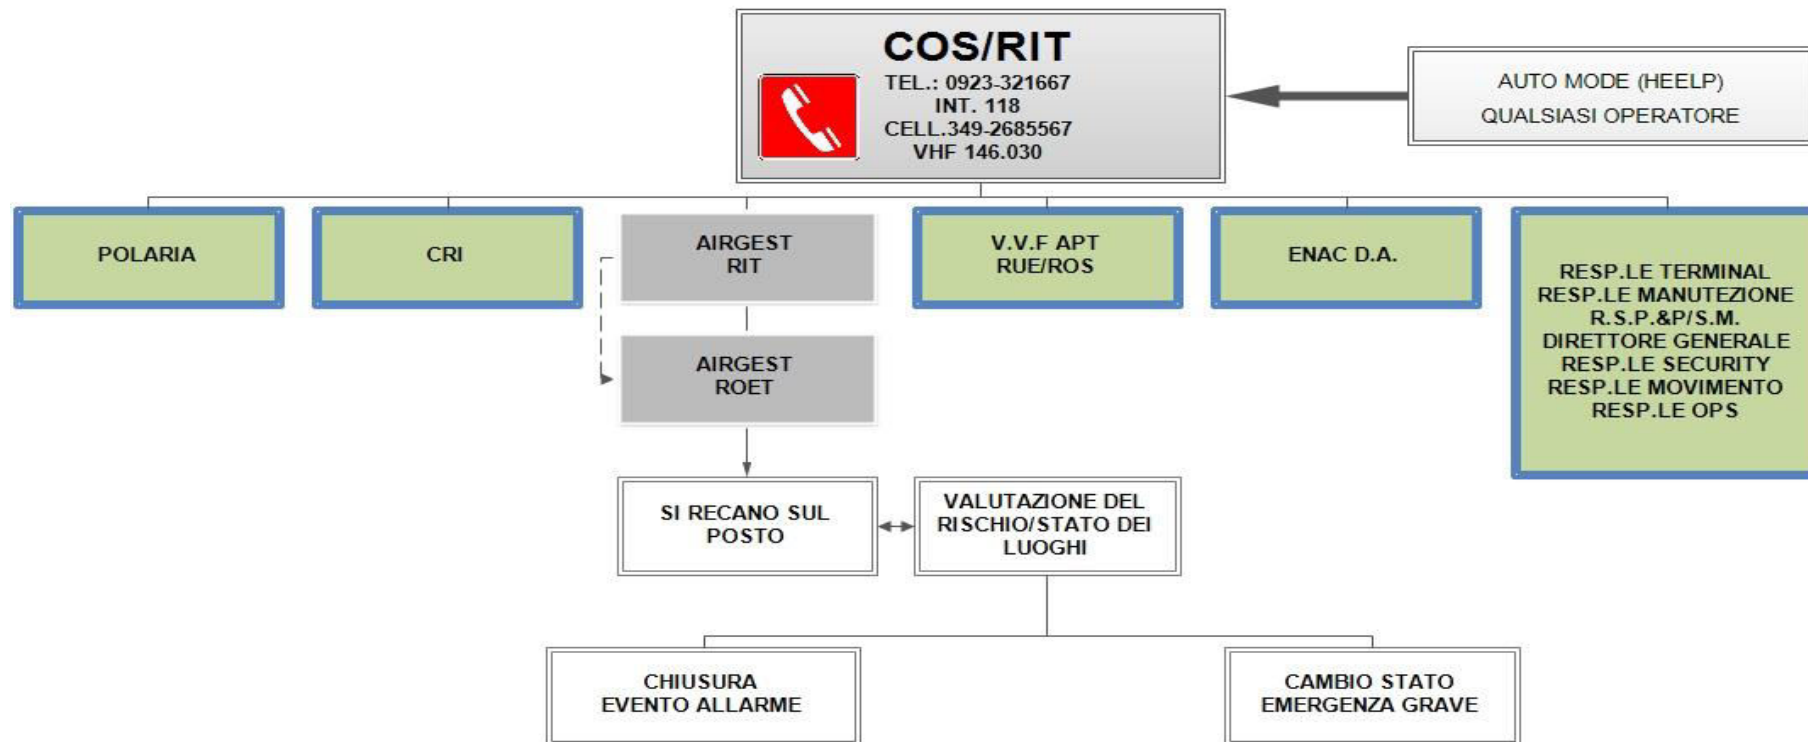 COS/RIT
TEL.: 0923-321667
INT. 118
CELL.349-2685567
VHF 146.030
AUTO MODE (HEELP)
QUALSIASI OPERATORE
POLARIA
CRI
AIRGEST
RIT
V.V.F APT
RUE/ROS
ENAC D.A.
RESP.LE TERMINAL
RESP.LE MANUTEZIONE
R.S.P.&P/S.M.
DIRETTORE GENERALE
RESP.LE SECURITY
RESP.LE MOVIMENTO
RESP.LE OPS
AIRGEST
ROET
SI RECANO SUL
POSTO
VALUTAZIONE DEL
RISCHIO/STATO DEI
LUOGHI
CHIUSURA
EVENTO ALLARME
CAMBIO STATO
EMERGENZA GRAVE